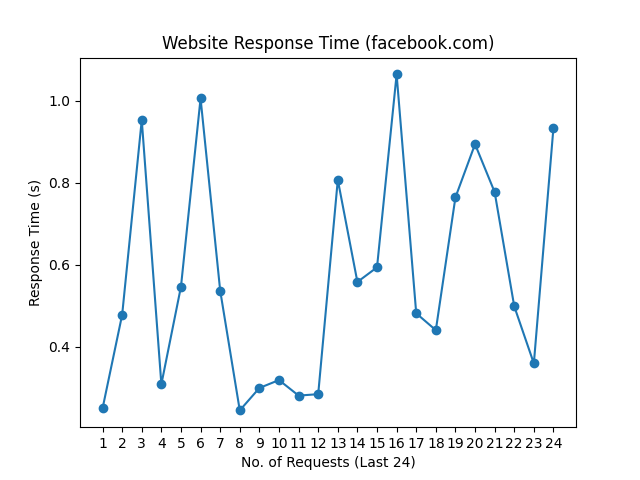 Website Response Time (facebook.com)
Response Time (s)
1.0
0.8
0.6
0.4
1 2 3 4 5 6 7 8 9 10 11 12 13 14 15 16 17 18 19 20 21 22 23 24
No. of Requests (Last 24)